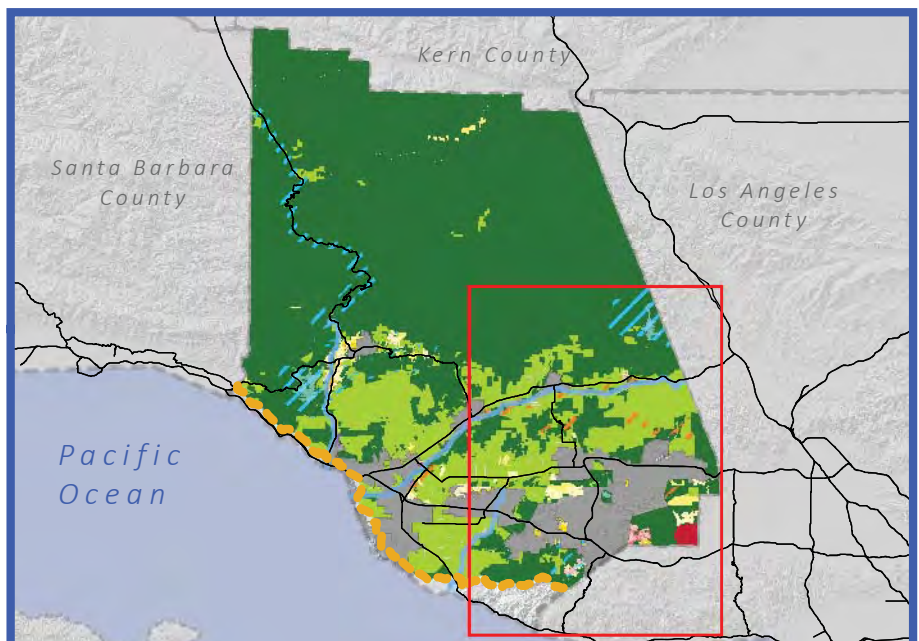 Kern County
Santa Barbara
County
Los Angeles
County
Pacific
Ocean